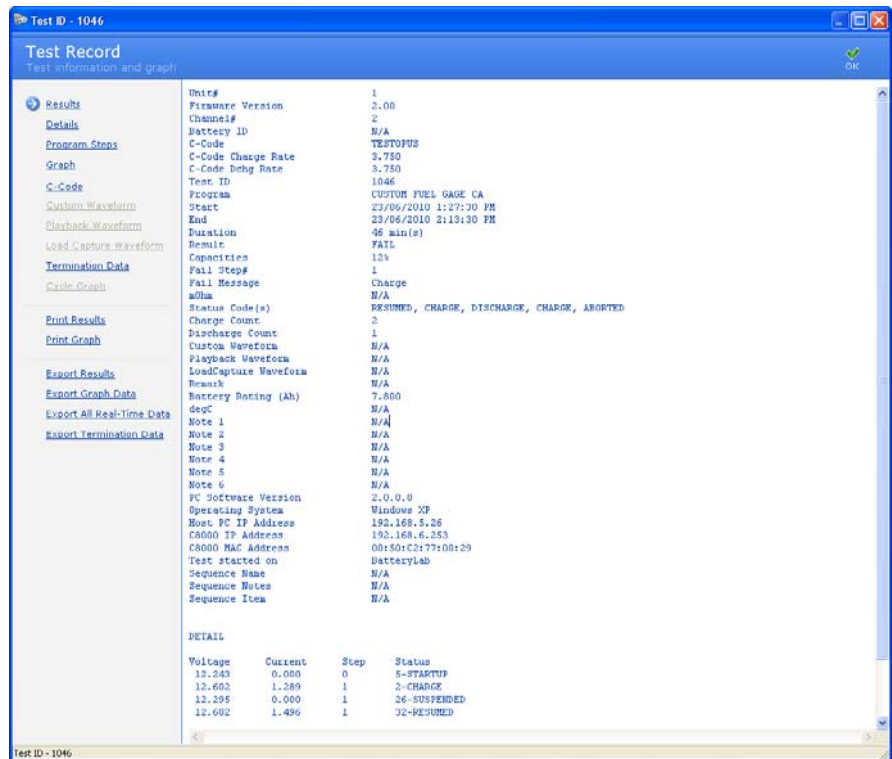 Test ID - 1046
Test Record
Test information and graph
OK
Results
Details
Program Steps
Graph
C-Code
Custom Waveform
Playback Waveform
Load Capture Waveform
Termination Data
Cycle Graph
Print Results
Print Graph
Export Results
Export Graph Data
Export All Real-Time Data
Export Termination Data
Unit# 1
Firmware Version 2.00
Channel# 2
Battery ID N/A
C-Code TESTOPUS
C-Code Charge Rate 3.750
C-Code Dchg Rate 3.750
Test ID 1046
Program CUSTOM FUEL GAGE CA
Start 23/06/2010 1:27:30 PM
End 23/06/2010 2:13:30 PM
Duration 46 min(s)
Result FAIL
Capacities 12%
Fail Step# 1
Fail Message Charge
mOhm N/A
Status Code(s) RESUMED, CHARGE, DISCHARGE, CHARGE, ABORTED
Charge Count 2
Discharge Count 1
Custom Waveform N/A
Playback Waveform N/A
LoadCapture Waveform N/A
Remark N/A
Battery Rating (Ah) 7.800
degC N/A
Note 1 N/A
Note 2 N/A
Note 3 N/A
Note 4 N/A
Note 5 N/A
Note 6 N/A
PC Software Version 2.0.0.0
Operating System Windows XP
Host PC IP Address 192.168.5.26
C8000 IP Address 192.168.6.253
C8000 MAC Address 00:50:C2:77:00:29
Test started on BatteryLab
Sequence Name N/A
Sequence Notes N/A
Sequence Item N/A
DETAIL
Voltage Current Step Status
12.243 0.000 0 5-STARTUP
12.602 1.289 1 2-CHARGE
12.295 0.000 1 26-SUSPENDED
12.602 1.496 1 32-RESUMED
Test ID - 1046